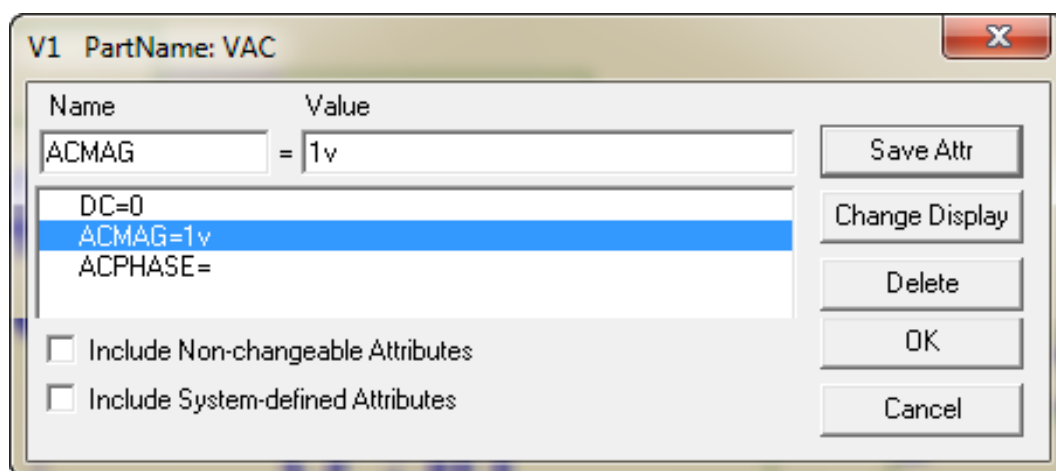 V1 PartName: VAC
Name Value
ACMAG = 1v
Save Attr
DC=0
ACMAG=1v
ACPHASE=
Change Display
Delete
OK
Include Non-changeable Attributes
Include System-defined Attributes
Cancel